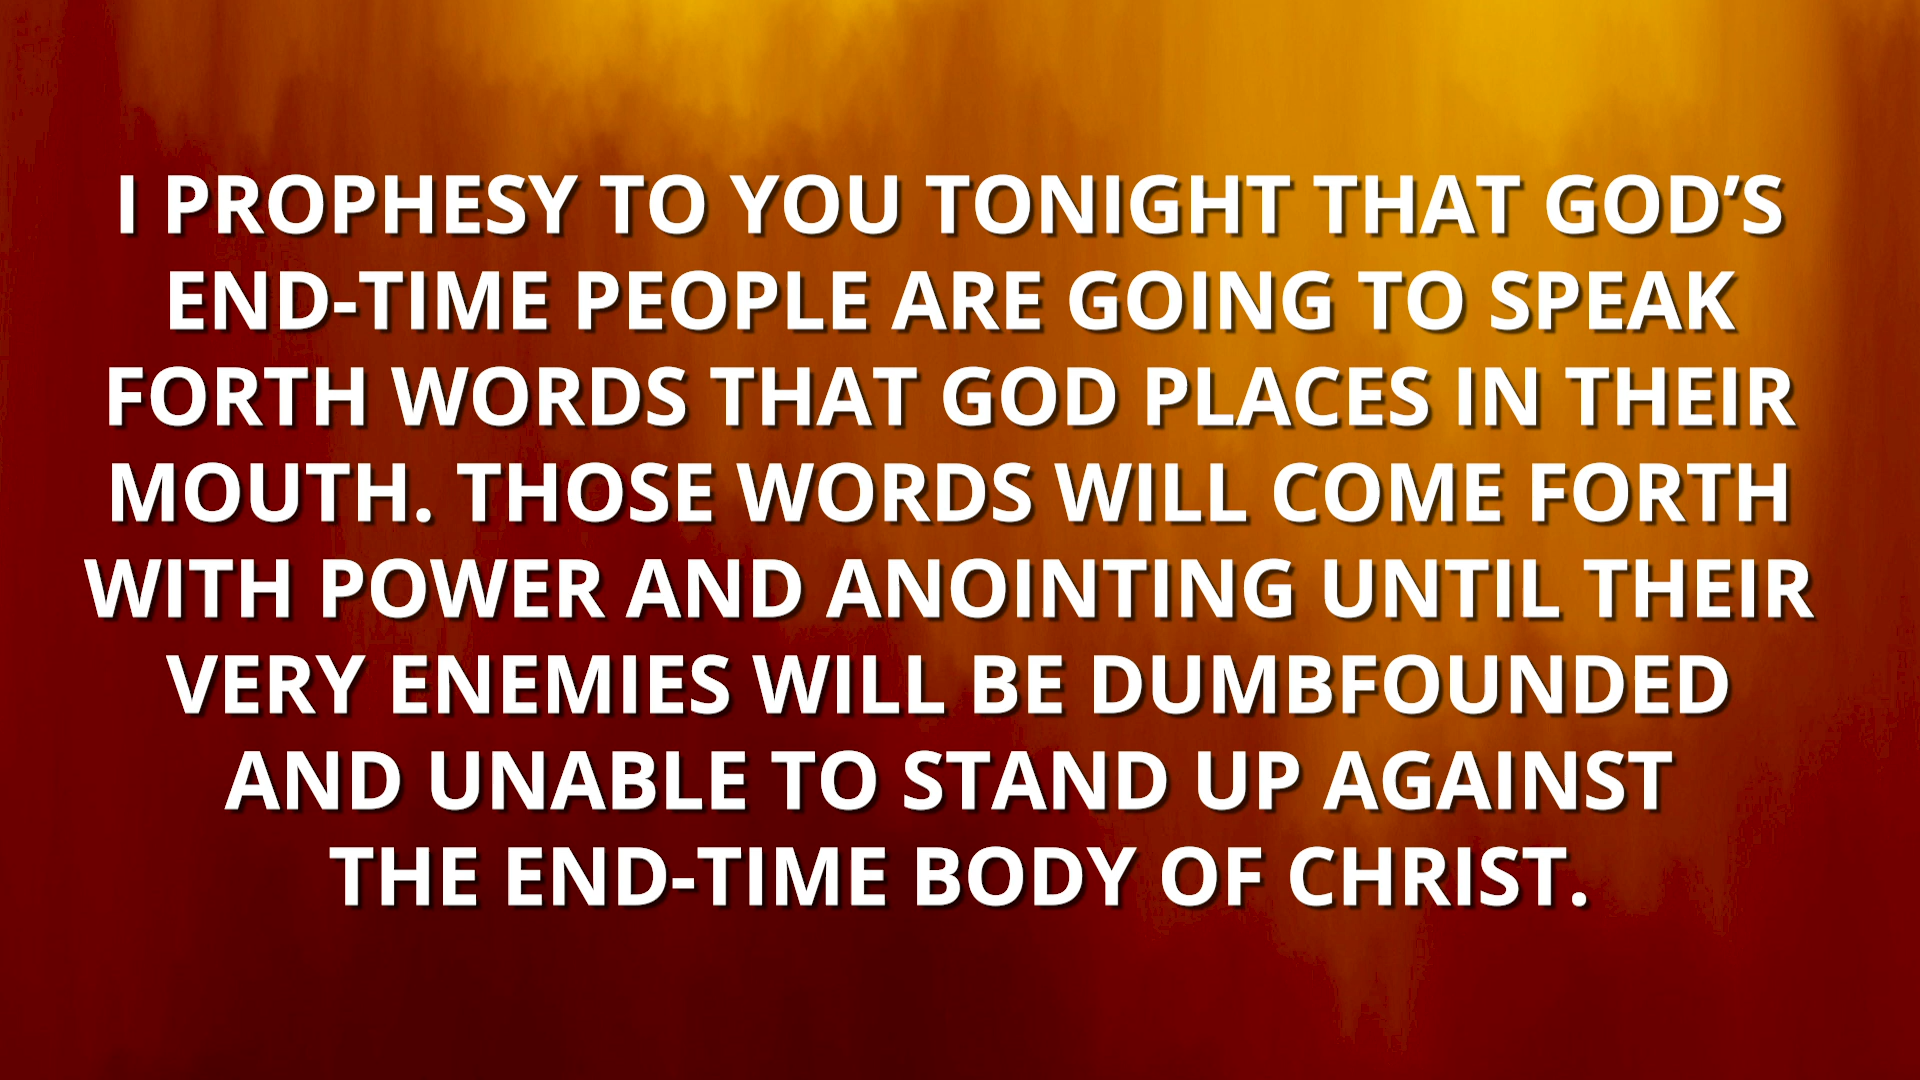 I PROPHESY TO YOU TONIGHT THAT GOD’S
END-TIME PEOPLE ARE GOING TO SPEAK
FORTH WORDS THAT GOD PLACES IN THEIR
MOUTH. THOSE WORDS WILL COME FORTH
WITH POWER AND ANOINTING UNTIL THEIR
VERY ENEMIES WILL BE DUMBFOUNDED
AND UNABLE TO STAND UP AGAINST
THE END-TIME BODY OF CHRIST.